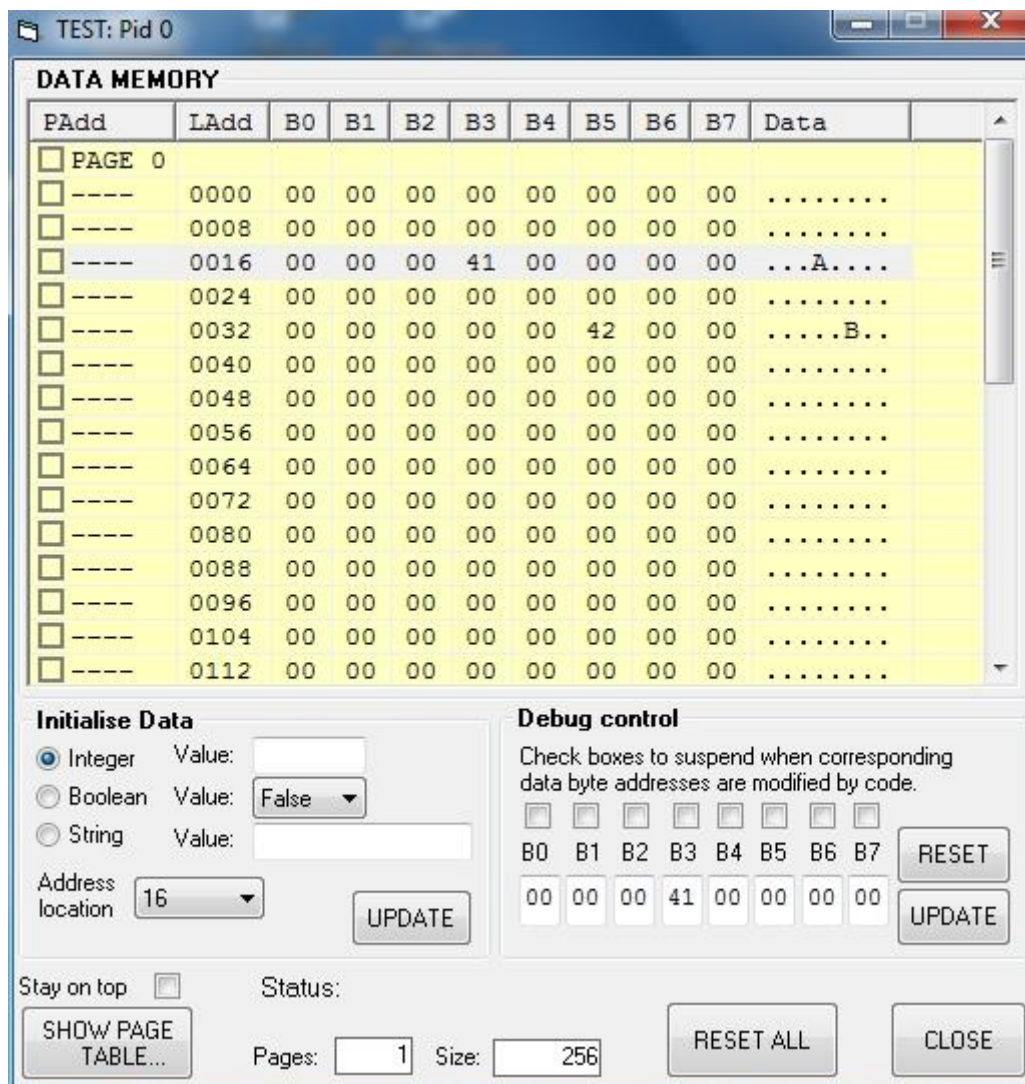 TEST: Pid 0
DATA MEMORY
PAdd LAdd B0 B1 B2 B3 B4 B5 B6 B7 Data
PAGE 0
---- 0000 00 00 00 00 00 00 00 00 ........
---- 0008 00 00 00 00 00 00 00 00 ........
---- 0016 00 00 00 41 00 00 00 00 ...A....
---- 0024 00 00 00 00 00 00 00 00 ........
---- 0032 00 00 00 00 00 42 00 00 .....B..
---- 0040 00 00 00 00 00 00 00 00 ........
---- 0048 00 00 00 00 00 00 00 00 ........
---- 0056 00 00 00 00 00 00 00 00 ........
---- 0064 00 00 00 00 00 00 00 00 ........
---- 0072 00 00 00 00 00 00 00 00 ........
---- 0080 00 00 00 00 00 00 00 00 ........
---- 0088 00 00 00 00 00 00 00 00 ........
---- 0096 00 00 00 00 00 00 00 00 ........
---- 0104 00 00 00 00 00 00 00 00 ........
---- 0112 00 00 00 00 00 00 00 00 ........
Initialise Data
Integer Value:
Boolean Value: False
String Value:
Address
location 16
UPDATE
Debug control
Check boxes to suspend when corresponding
data byte addresses are modified by code.
B0 B1 B2 B3 B4 B5 B6 B7
00 00 00 41 00 00 00 00
RESET
UPDATE
Stay on top
Status:
SHOW PAGE
TABLE...
Pages: 1 Size: 256
RESET ALL
CLOSE